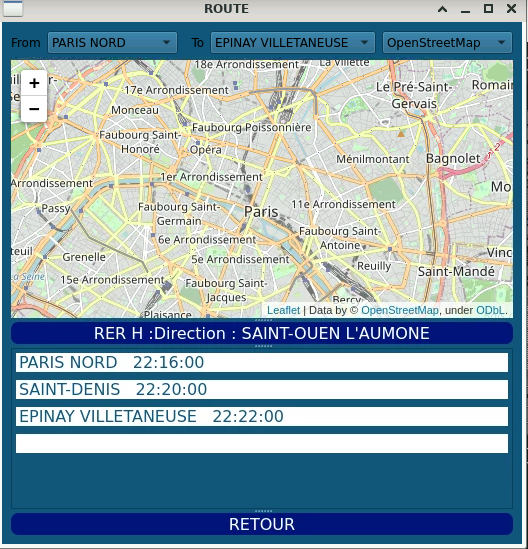 ROUTE
From PARIS NORD To EPINAY VILLETANEUSE OpenStreetMap
18e Arrondissement
La Villette
+
17e Arrondissement
Le Pré-Saint-
Gervais
−
Monceau
Faubourg Poissonnière
Faubourg Saint-
Honoré
Opéra
Ménilmontant
Bagnolet
1er Arrondissement
Arrondissement
Passy
Faubourg Saint-
Germain
Paris
11e Arrondissement
6e Arrondissement
Faubourg Saint-
Antoine
Grenelle
5e Arrondissement
Reuilly
Saint-Mandé
a Seine
15e Arrondissement
Faubourg Saint-
Jacques
Bercy
Plaisance
Leaflet | Data by © OpenStreetMap, under ODbL.
RER H :Direction : SAINT-OUEN L'AUMONE
PARIS NORD 22:16:00
SAINT-DENIS 22:20:00
EPINAY VILLETANEUSE 22:22:00
RETOUR